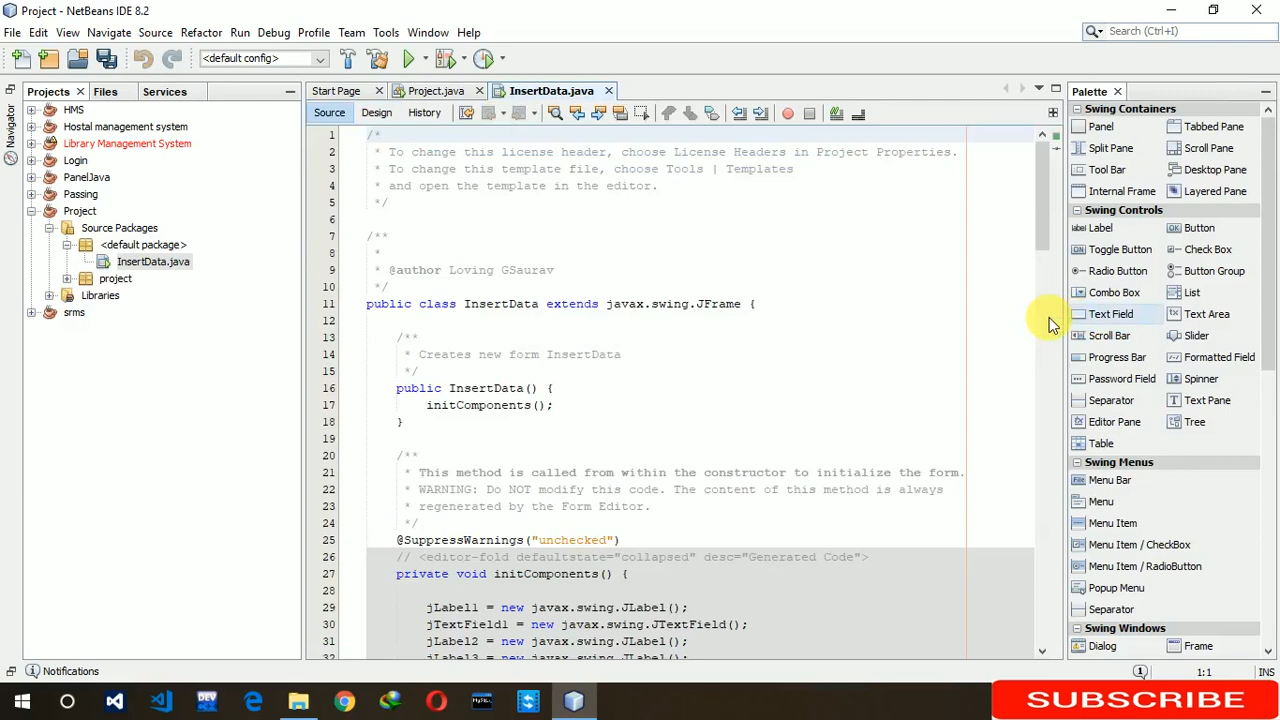 Project - NetBeans IDE 8.2
File Edit View Navigate Source Refactor Run Debug Profile Team Tools Window Help
Search (Ctrl+I)
<default config>
Projects Files Services
Start Page Project.java InsertData.java
Palette
Navigator
Source Design History
HMS
Hostal management system
Library Management System
Login
PanelJava
Passing
Project
Source Packages
<default package>
InsertData.java
project
Libraries
srms
1 /*
2 * To change this license header, choose License Headers in Project Properties.
3 * To change this template file, choose Tools | Templates
4 * and open the template in the editor.
5 */
6
7 /**
8 *
9 * @author Loving GSaurav
10 */
11 public class InsertData extends javax.swing.JFrame {
12
13 /**
14 * Creates new form InsertData
15 */
16 public InsertData() {
17 initComponents();
18 }
19
20 /**
21 * This method is called from within the constructor to initialize the form.
22 * WARNING: Do NOT modify this code. The content of this method is always
23 * regenerated by the Form Editor.
24 */
25 @SuppressWarnings("unchecked")
26 // <editor-fold defaultstate="collapsed" desc="Generated Code">
27 private void initComponents() {
28
29 jLabel1 = new javax.swing.JLabel();
30 jTextField1 = new javax.swing.JTextField();
31 jLabel2 = new javax.swing.JLabel();
32 jLabel3 = new javax.swing.JLabel();
Swing Containers
Panel Tabbed Pane
Split Pane Scroll Pane
Tool Bar Desktop Pane
Internal Frame Layered Pane
Swing Controls
Label Button
Toggle Button Check Box
Radio Button Button Group
Combo Box List
Text Field Text Area
Scroll Bar Slider
Progress Bar Formatted Field
Password Field Spinner
Separator Text Pane
Editor Pane Tree
Table
Swing Menus
Menu Bar
Menu
Menu Item
Menu Item / CheckBox
Menu Item / RadioButton
Popup Menu
Separator
Swing Windows
Dialog Frame
Notifications
1 1:1 INS
SUBSCRIBE